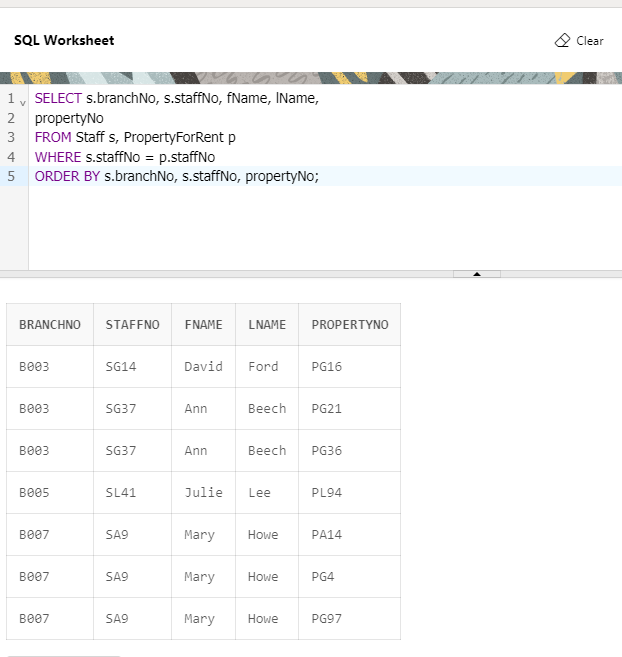 SQL Worksheet
Clear
1 SELECT s.branchNo, s.staffNo, fName, lName,
2 propertyNo
3 FROM Staff s, PropertyForRent p
4 WHERE s.staffNo = p.staffNo
5 ORDER BY s.branchNo, s.staffNo, propertyNo;
BRANCHNO STAFFNO FNAME LNAME PROPERTYNO
B003 SG14 David Ford PG16
B003 SG37 Ann Beech PG21
B003 SG37 Ann Beech PG36
B005 SL41 Julie Lee PL94
B007 SA9 Mary Howe PA14
B007 SA9 Mary Howe PG4
B007 SA9 Mary Howe PG97